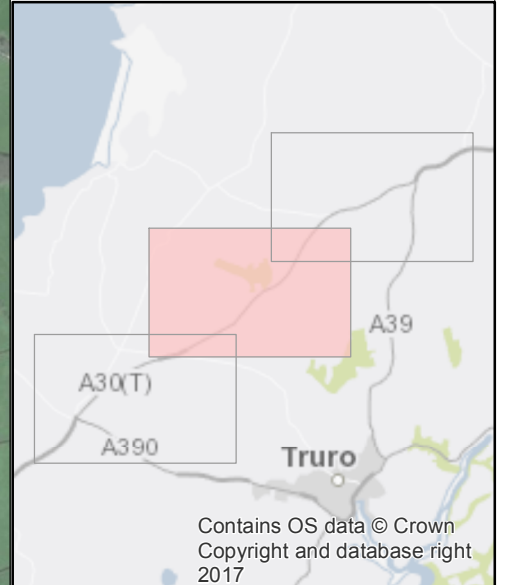 A39
A30(T)
A390
Truro
Contains OS data © Crown
Copyright and database right
2017